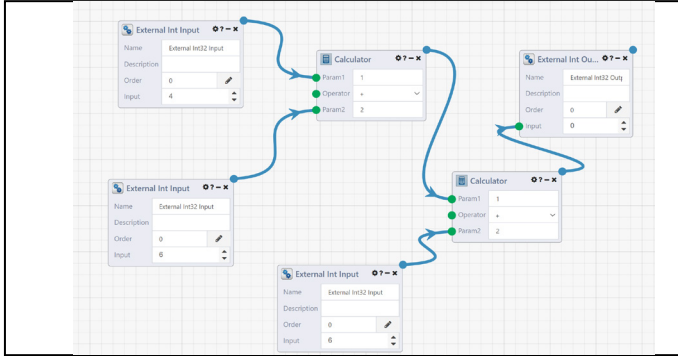 External Int Input
Name External Int32 Input
Description
Order 0
Input 4
Calculator
Param1 1
Operator +
Param2 2
External Int Ou...
Name External Int32 Outp
Description
Order 0
Input 0
External Int Input
Name External Int32 Input
Description
Order 0
Input 6
Calculator
Param1 1
Operator +
Param2 2
External Int Input
Name External Int32 Input
Description
Order 0
Input 6